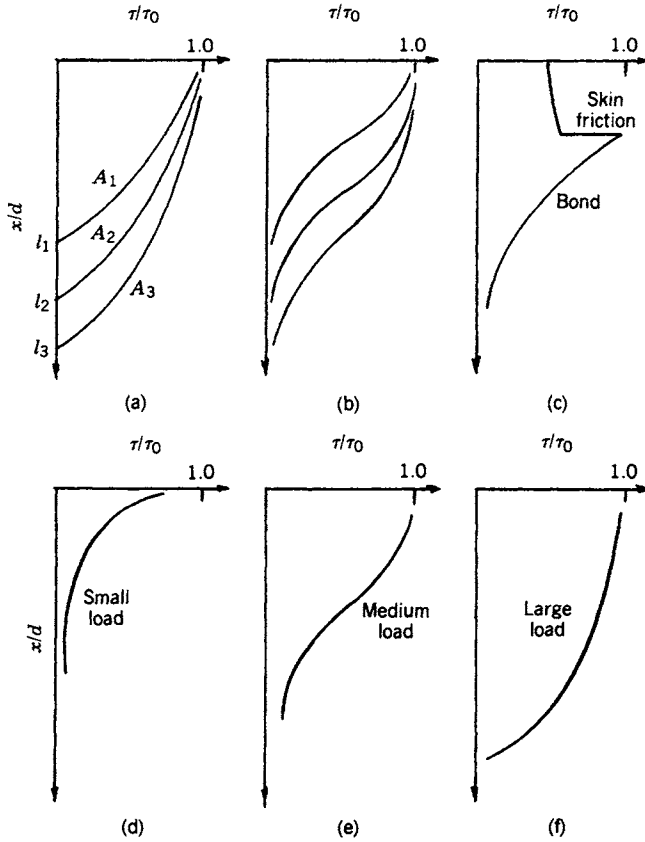 τ/τ₀ τ/τ₀ τ/τ₀
1.0 1.0 1.0
Skin
friction
Bond
x/d
A₁
l₁
A₂
l₂
A₃
l₃
(a) (b) (c)
τ/τ₀ τ/τ₀ τ/τ₀
1.0 1.0 1.0
x/d
Small
load
Medium
load
Large
load
(d) (e) (f)